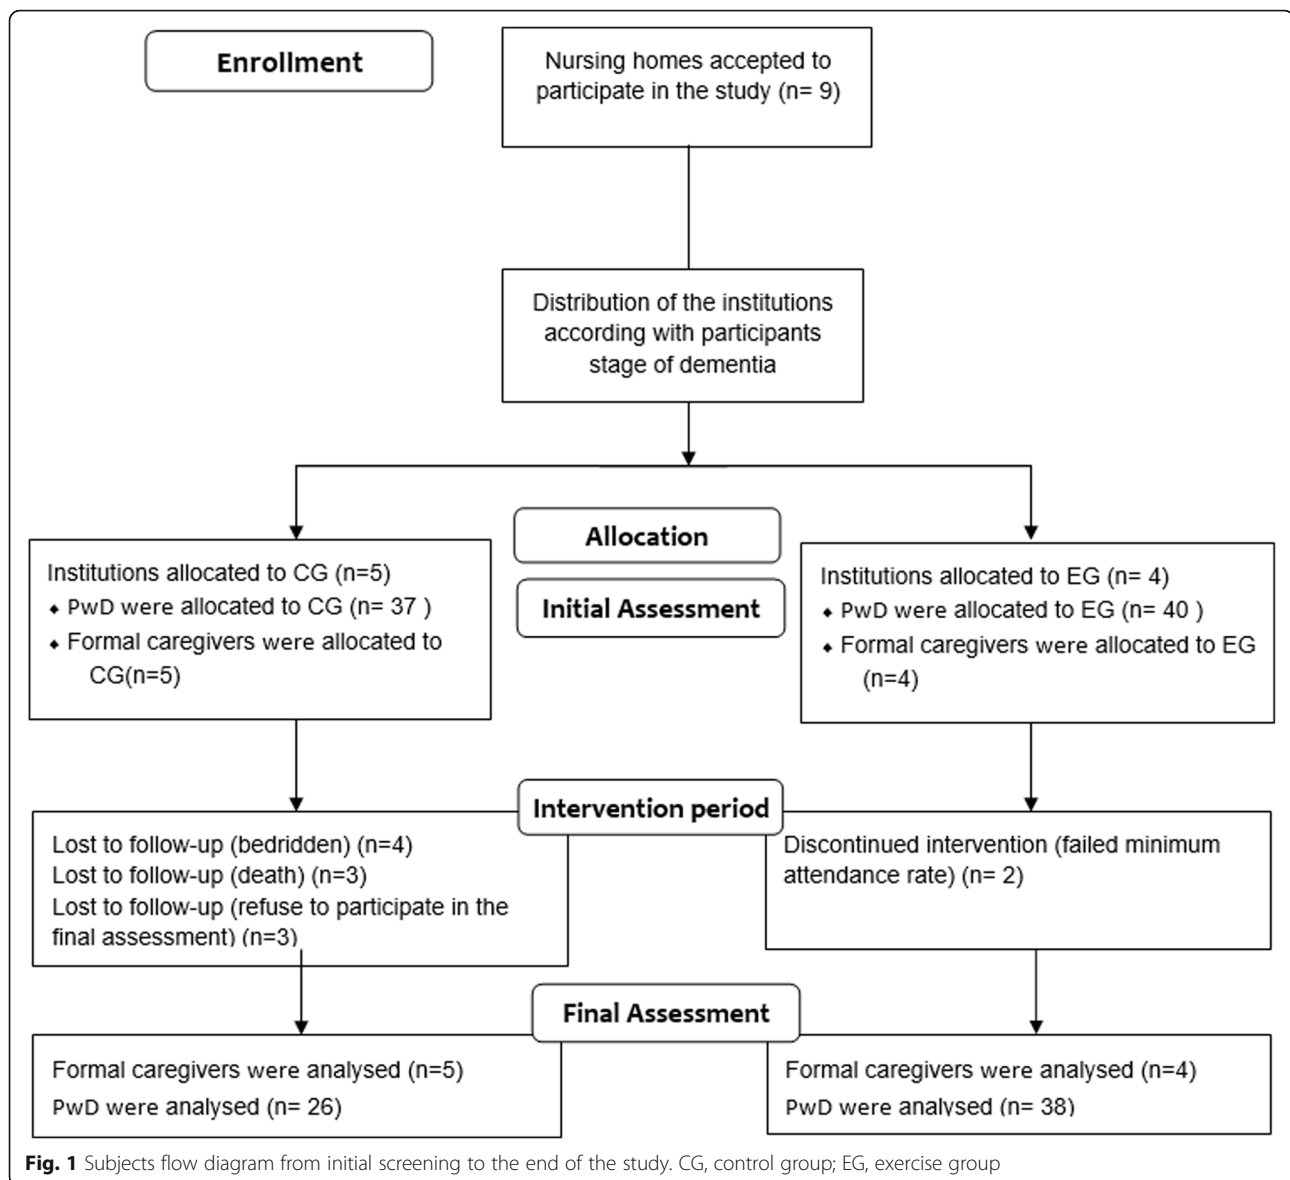 Enrollment
Nursing homes accepted to
participate in the study (n= 9)
Distribution of the institutions
according with participants
stage of dementia
Allocation
Initial Assessment
Institutions allocated to CG (n=5)
⬥ PwD were allocated to CG (n= 37 )
⬥ Formal caregivers were allocated to
CG(n=5)
Institutions allocated to EG (n= 4)
⬥ PwD were allocated to EG (n= 40 )
⬥ Formal caregivers were allocated to EG
(n=4)
Intervention period
Lost to follow-up (bedridden) (n=4)
Lost to follow-up (death) (n=3)
Lost to follow-up (refuse to participate in the
final assessment) (n=3)
Discontinued intervention (failed minimum
attendance rate) (n= 2)
Final Assessment
Formal caregivers were analysed (n=5)
PwD were analysed (n= 26)
Formal caregivers were analysed (n=4)
PwD were analysed (n= 38)
Fig. 1 Subjects flow diagram from initial screening to the end of the study. CG, control group; EG, exercise group